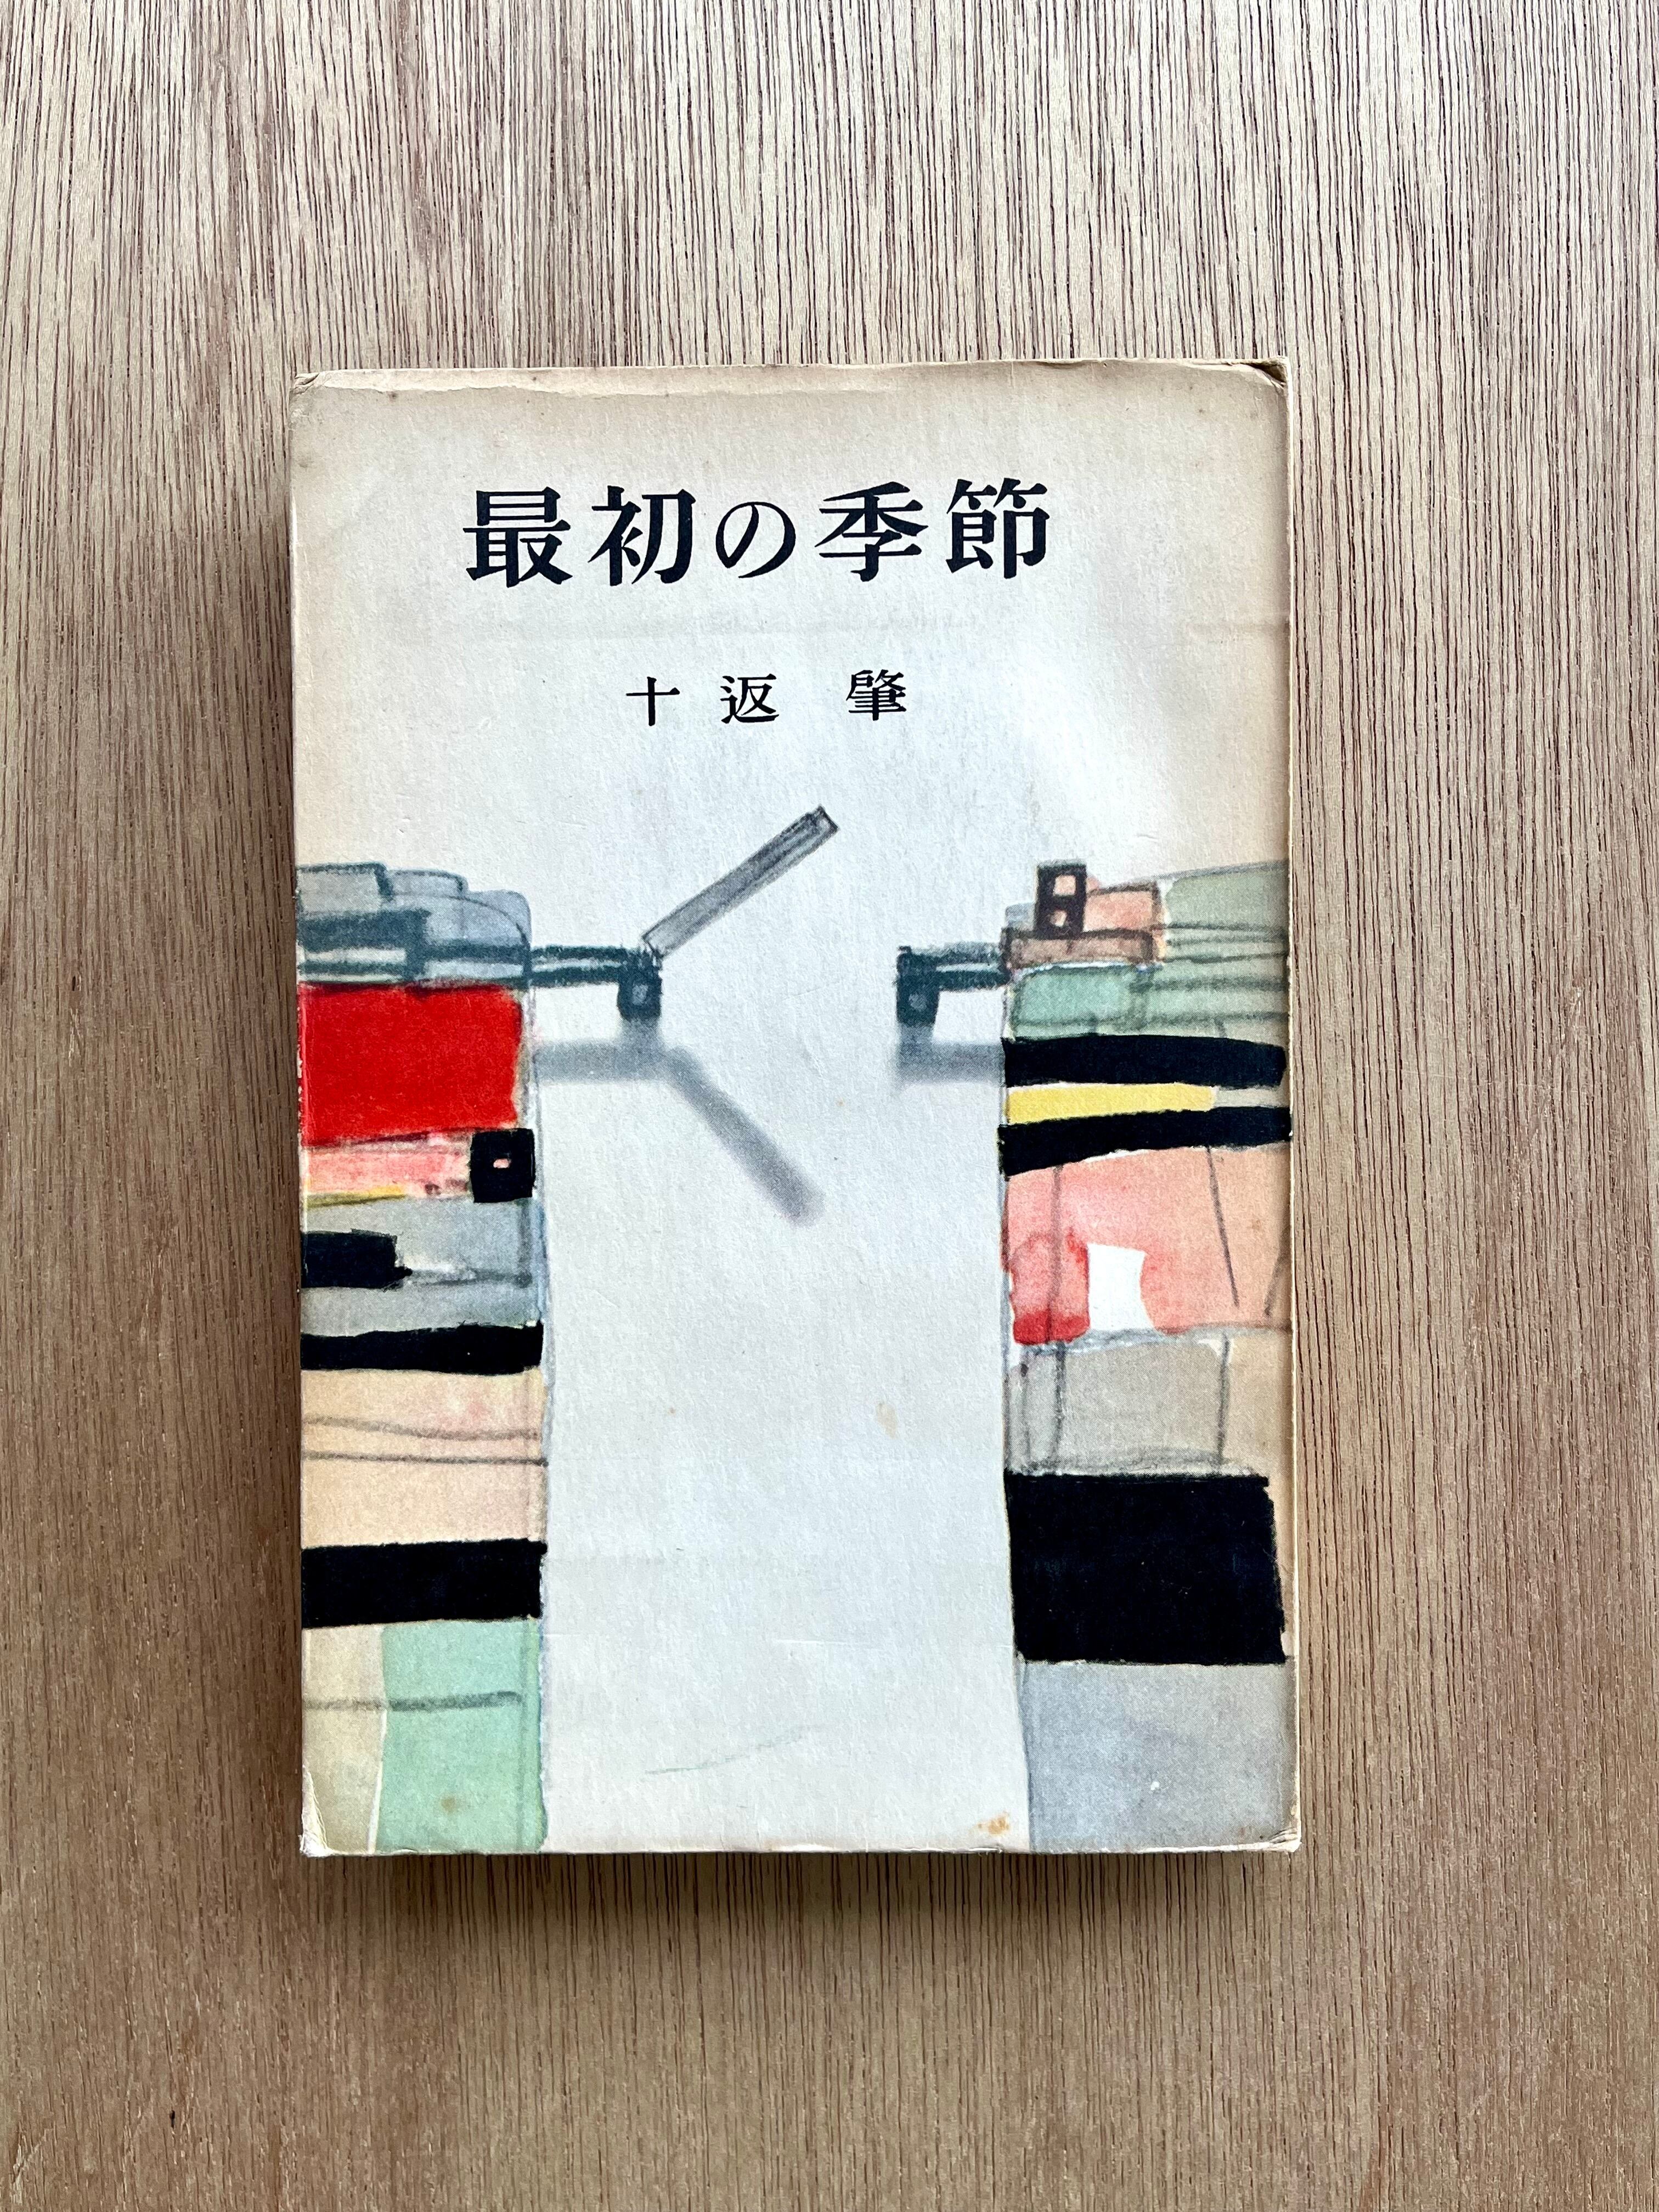 最初の季節
十返 肇